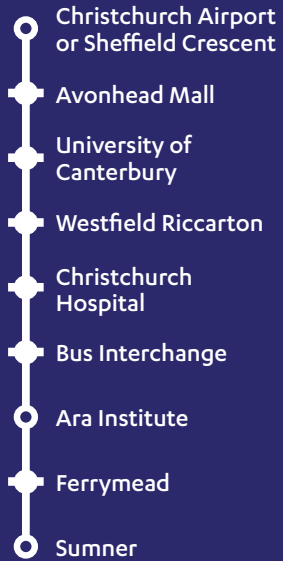 Christchurch Airport
or Sheffield Crescent
Avonhead Mall
University of
Canterbury
Westfield Riccarton
Christchurch
Hospital
Bus Interchange
Ara Institute
Ferrymead
Sumner